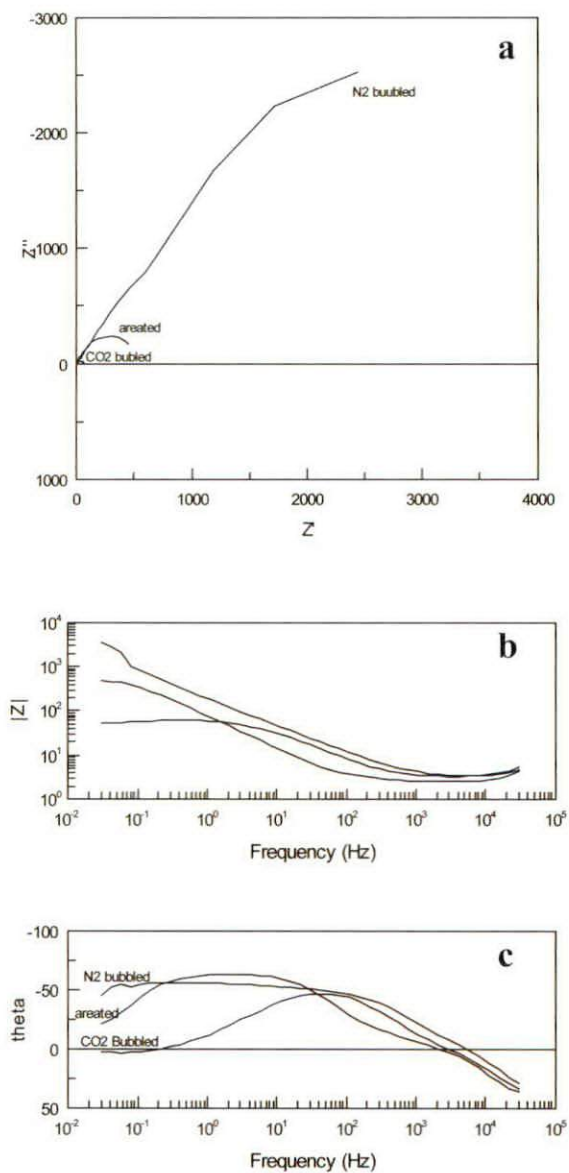 -3000
a
N2 buubled
-2000
Z''
-1000
areated
CO2 bubled
0
1000
0 1000 2000 3000 4000
Z'
10^4
b
10^3
|Z|
10^2
10^1
10^0
10^-2 10^-1 10^0 10^1 10^2 10^3 10^4 10^5
Frequency (Hz)
-100
c
N2 bubbled
-50
theta
areated
CO2 Bubbled
0
50
10^-2 10^-1 10^0 10^1 10^2 10^3 10^4 10^5
Frequency (Hz)